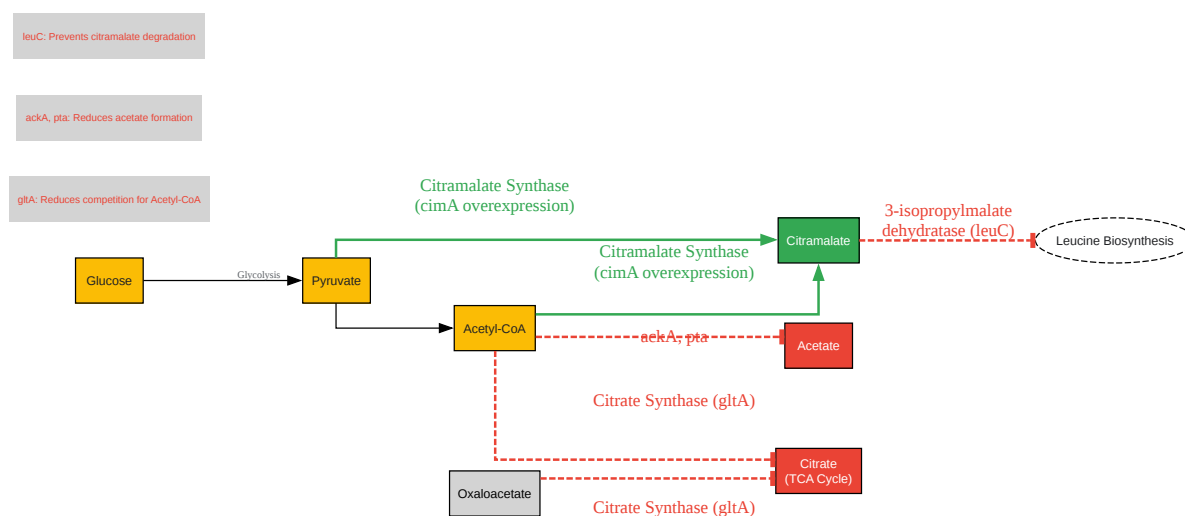 leuC: Prevents citramalate degradation
ackA, pta: Reduces acetate formation
gltA: Reduces competition for Acetyl-CoA
Citramalate Synthase
(cimA overexpression)
3-isopropylmalate
dehydratase (leuC)
Citramalate
Leucine Biosynthesis
Citramalate Synthase
(cimA overexpression)
Glucose
Glycolysis
Pyruvate
Acetyl-CoA
ackA, pta
Acetate
Citrate Synthase (gltA)
Citrate
(TCA Cycle)
Oxaloacetate
Citrate Synthase (gltA)